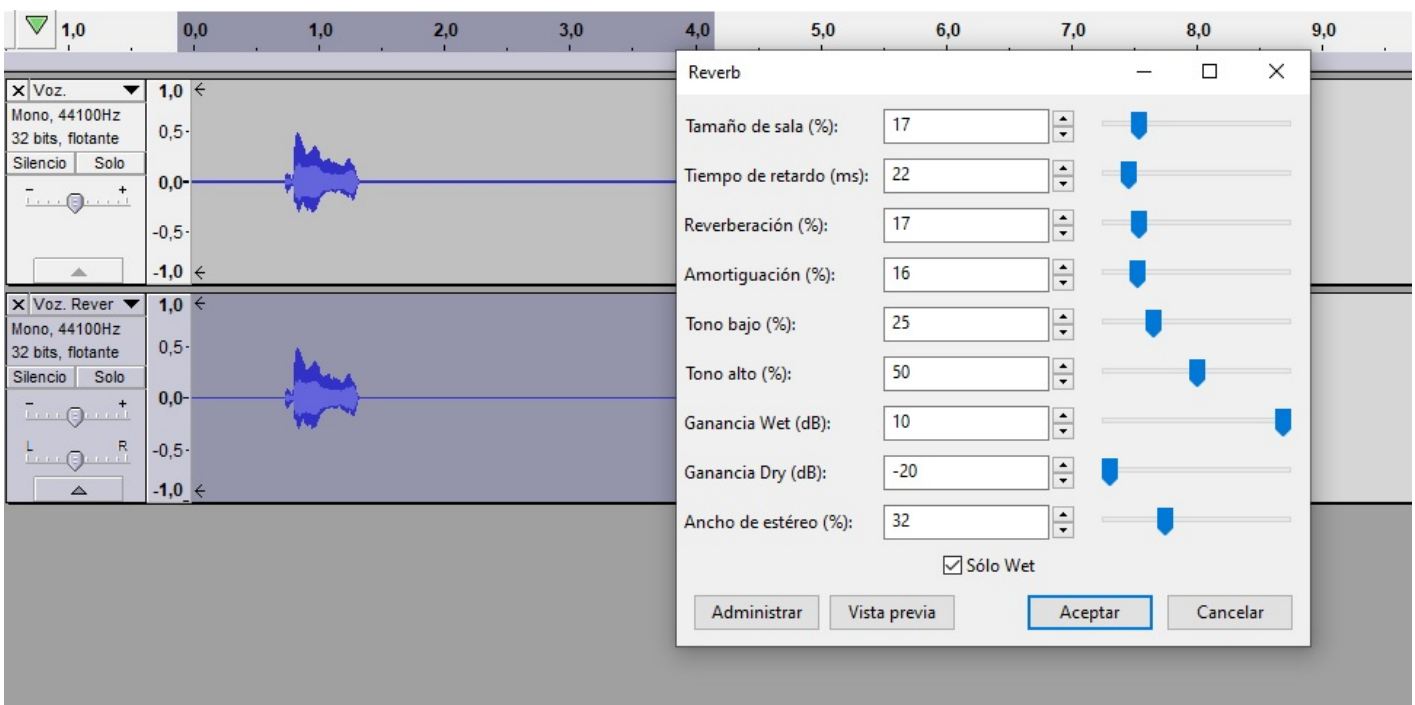 1,0 0,0 1,0 2,0 3,0 4,0 5,0 6,0 7,0 8,0 9,0
X Voz.
Mono, 44100Hz
32 bits, flotante
Silencio Solo
- +
1,0
0,5
0,0
-0,5
-1,0
X Voz. Rever
Mono, 44100Hz
32 bits, flotante
Silencio Solo
- +
L R
1,0
0,5
0,0
-0,5
-1,0
Reverb
Tamaño de sala (%): 17
Tiempo de retardo (ms): 22
Reverberación (%): 17
Amortiguación (%): 16
Tono bajo (%): 25
Tono alto (%): 50
Ganancia Wet (dB): 10
Ganancia Dry (dB): -20
Ancho de estéreo (%): 32
Sólo Wet
Administrar Vista previa Aceptar Cancelar